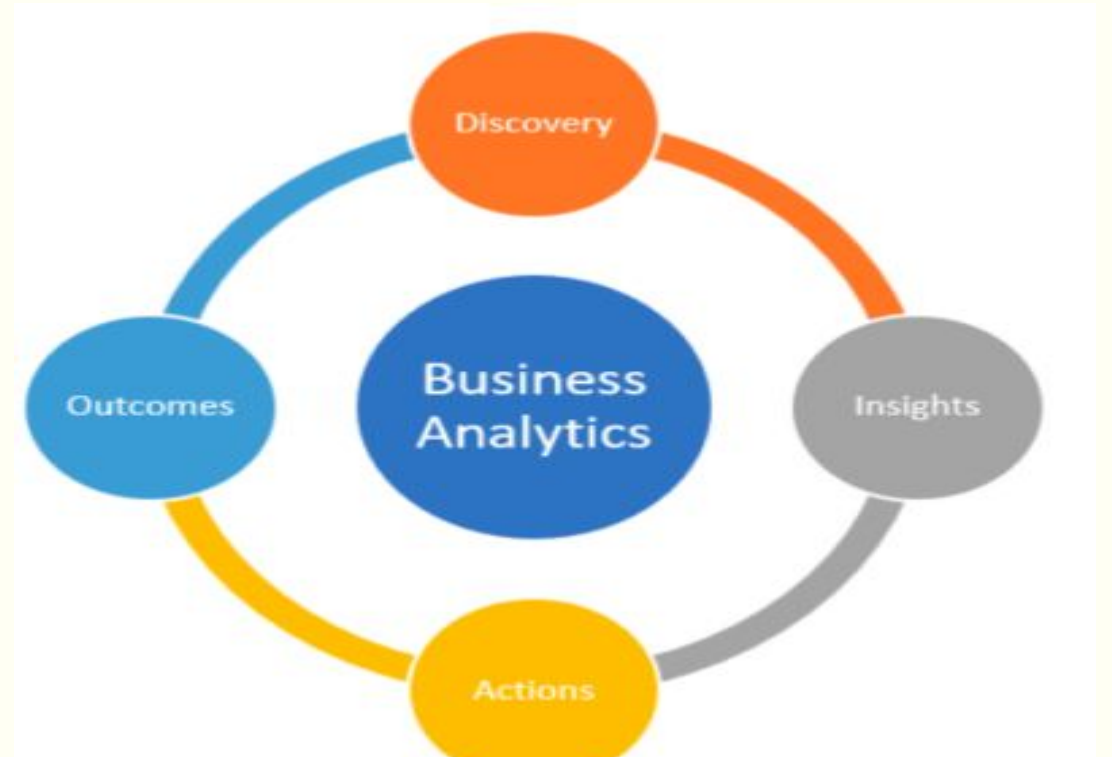 Discovery
Outcomes
Business
Analytics
Insights
Actions